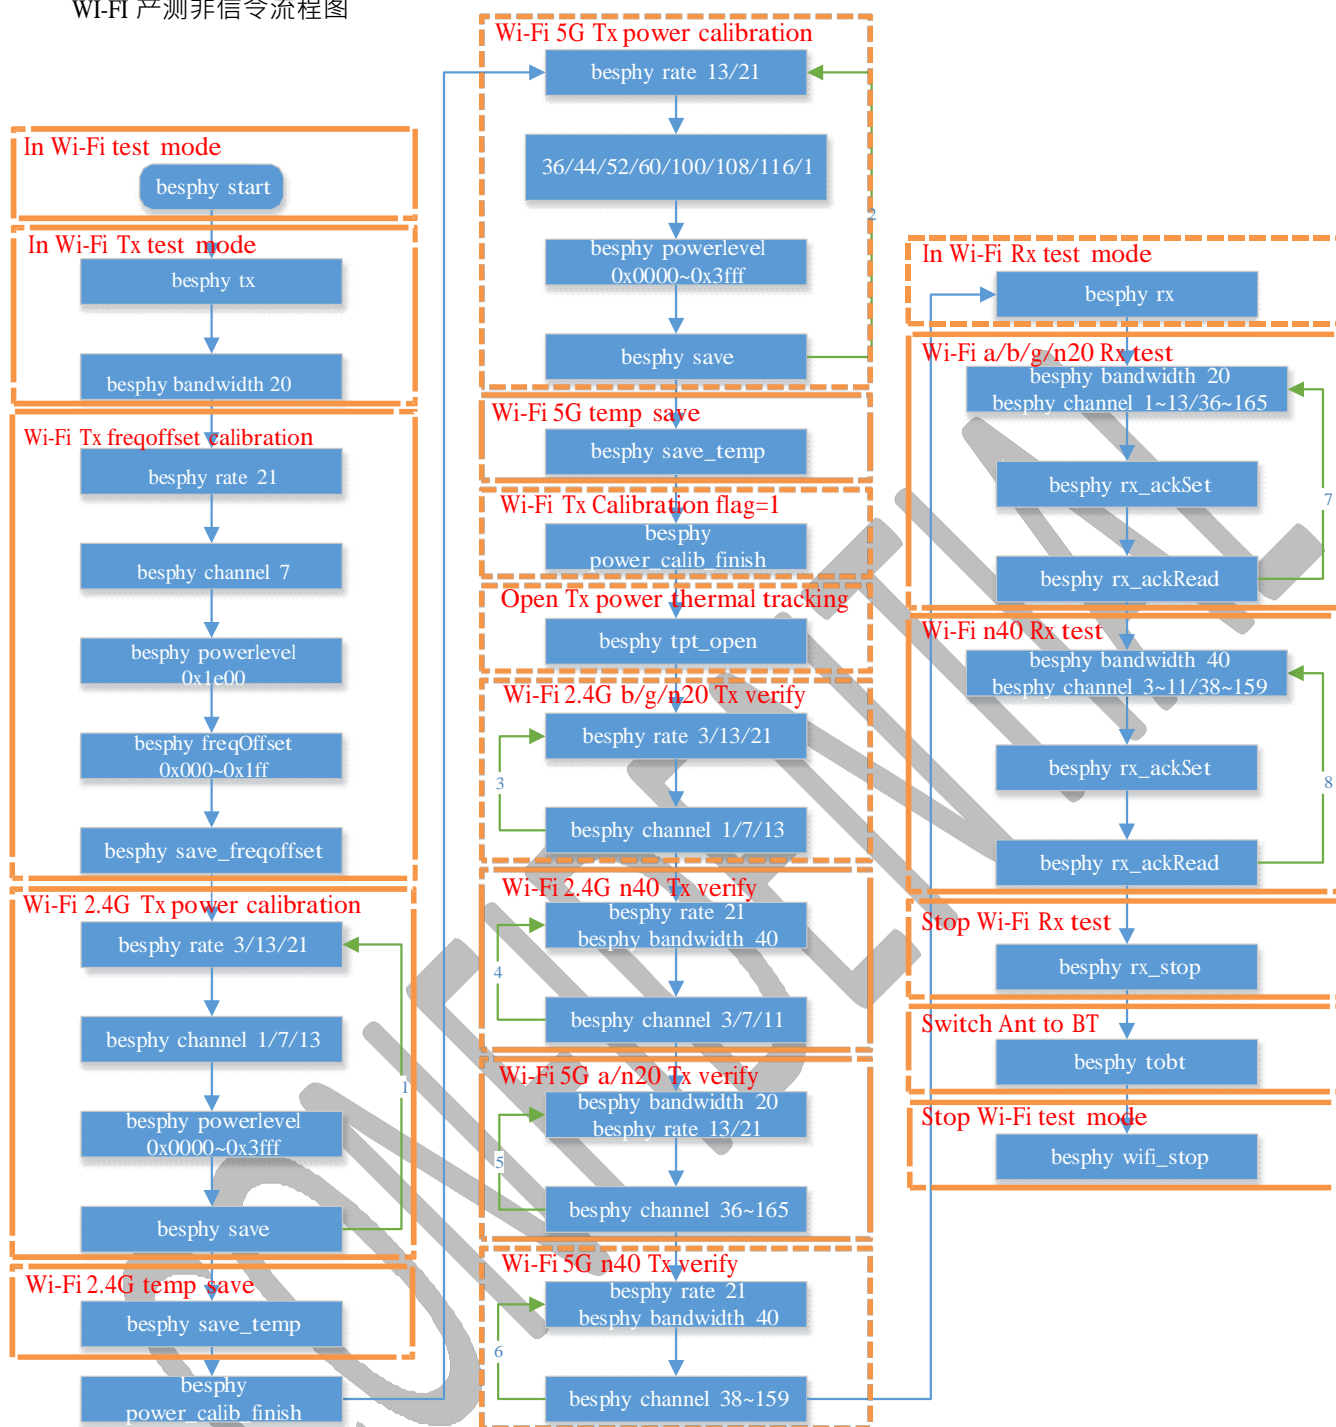 WI-FI 产测非信令流程图
In Wi-Fi test mode
besphy start
In Wi-Fi Tx test mode
besphy tx
besphy bandwidth 20
Wi-Fi Tx freqoffset calibration
besphy rate 21
besphy channel 7
besphy powerlevel
0x1e00
besphy freqOffset
0x000~0x1ff
besphy save_freqoffset
Wi-Fi 2.4G Tx power calibration
besphy rate 3/13/21
besphy channel 1/7/13
1
besphy powerlevel
0x0000~0x3fff
besphy save
Wi-Fi 2.4G temp save
besphy save_temp
besphy
power_calib_finish
Wi-Fi 5G Tx power calibration
besphy rate 13/21
36/44/52/60/100/108/116/1
2
besphy powerlevel
0x0000~0x3fff
besphy save
Wi-Fi 5G temp save
besphy save_temp
Wi-Fi Tx Calibration flag=1
besphy
power_calib_finish
Open Tx power thermal tracking
besphy tpt_open
Wi-Fi 2.4G b/g/n20 Tx verify
besphy rate 3/13/21
3
besphy channel 1/7/13
Wi-Fi 2.4G n40 Tx verify
besphy rate 21
besphy bandwidth 40
4
besphy channel 3/7/11
Wi-Fi 5G a/n20 Tx verify
besphy bandwidth 20
besphy rate 13/21
5
besphy channel 36~165
Wi-Fi 5G n40 Tx verify
besphy rate 21
besphy bandwidth 40
6
besphy channel 38~159
In Wi-Fi Rx test mode
besphy rx
Wi-Fi a/b/g/n20 Rx test
besphy bandwidth 20
besphy channel 1~13/36~165
besphy rx_ackSet
7
besphy rx_ackRead
Wi-Fi n40 Rx test
besphy bandwidth 40
besphy channel 3~11/38~159
besphy rx_ackSet
8
besphy rx_ackRead
Stop Wi-Fi Rx test
besphy rx_stop
Switch Ant to BT
besphy tobt
Stop Wi-Fi test mode
besphy wifi_stop